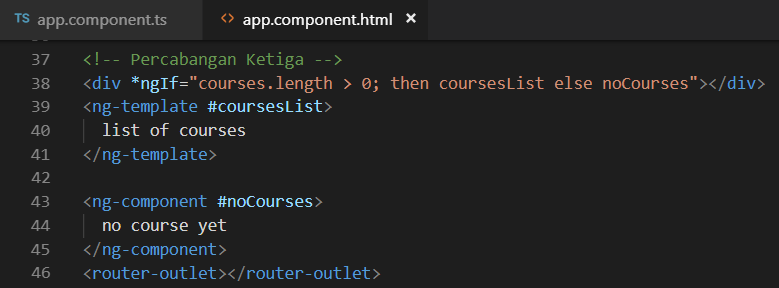 TS app.component.ts <> app.component.html ×
37 <!-- Percabangan Ketiga -->
38 <div *ngIf="courses.length > 0; then coursesList else noCourses"></div>
39 <ng-template #coursesList>
40 list of courses
41 </ng-template>
42
43 <ng-component #noCourses>
44 no course yet
45 </ng-component>
46 <router-outlet></router-outlet>